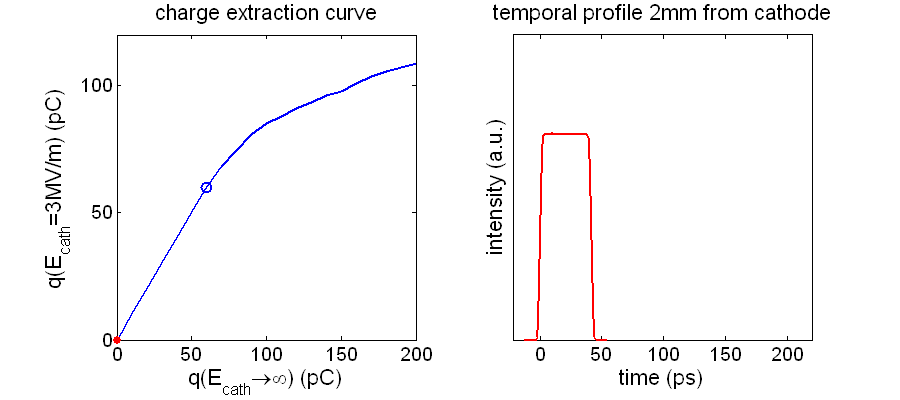 charge extraction curve
q(E_cath=3MV/m) (pC)
100
50
0
0 50 100 150 200
q(E_cath→∞) (pC)
temporal profile 2mm from cathode
intensity (a.u.)
0 50 100 150 200
time (ps)